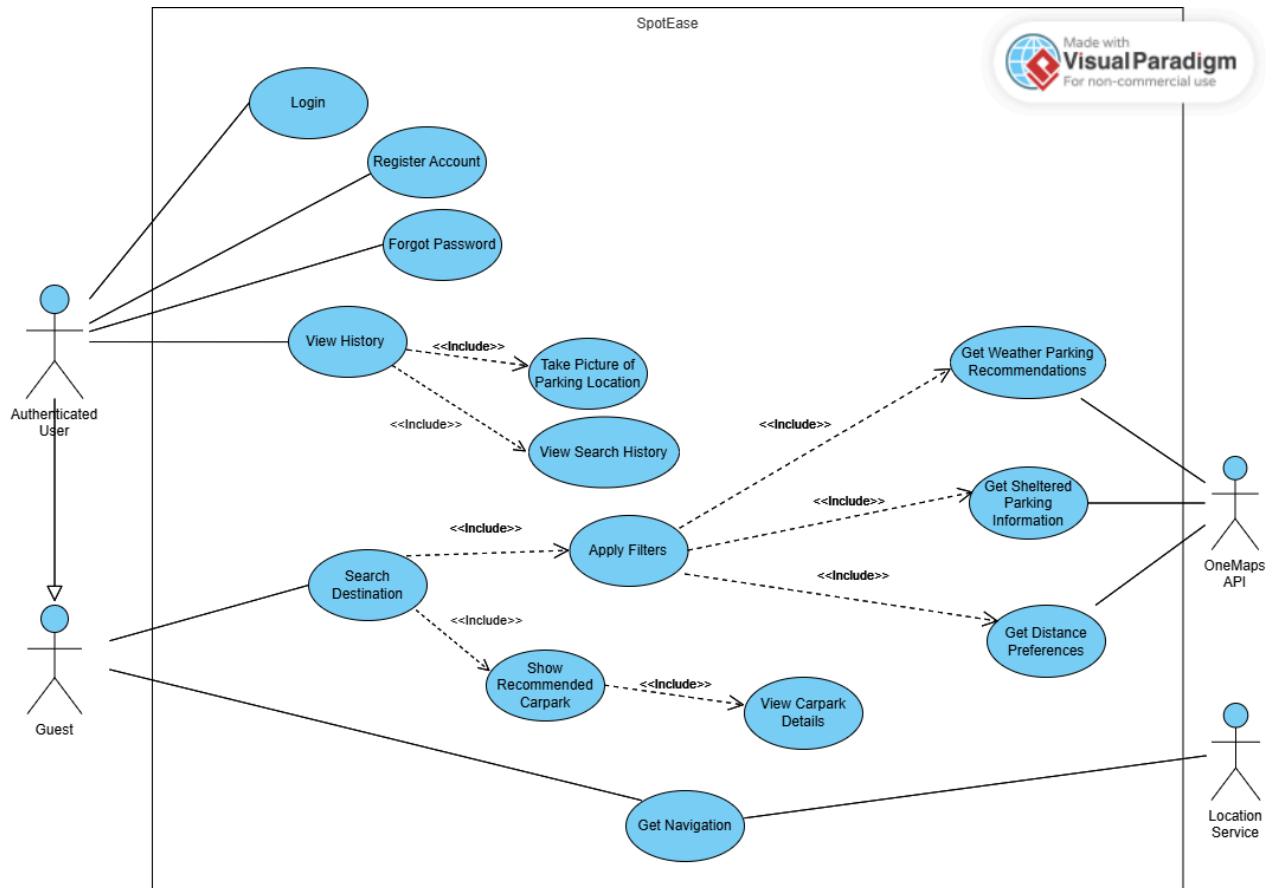 SpotEase
Made with
VisualParadigm
For non-commercial use
Login
Register Account
Forgot Password
View History
<<Include>>
Take Picture of
Parking Location
<<Include>>
View Search History
Authenticated
User
Get Weather Parking
Recommendations
<<Include>>
Get Sheltered
Parking
Information
<<Include>>
<<Include>>
Apply Filters
Search
Destination
<<Include>>
Get Distance
Preferences
OneMaps
API
<<Include>>
Show
Recommended
Carpark
<<Include>>
View Carpark
Details
Guest
Get Navigation
Location
Service